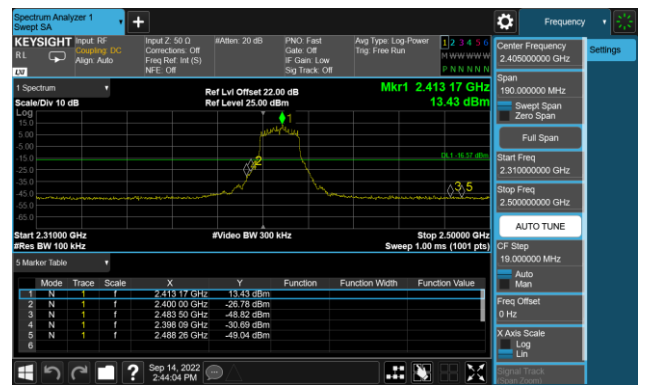 Spectrum Analyzer 1
Swept SA
Frequency
KEYSIGHT
RL
LXI
Input: RF
Coupling: DC
Align: Auto
Input Z: 50 Ω
Corrections: Off
Freq Ref: Int (S)
NFE: Off
#Atten: 20 dB
PNO: Fast
Gate: Off
IF Gain: Low
Sig Track: Off
Avg Type: Log-Power
Trig: Free Run
1 2 3 4 5 6
M W W W W W
P N N N N N
Center Frequency
2.405000000 GHz
Settings
Span
190.000000 MHz
Swept Span
Zero Span
Full Span
Start Freq
2.310000000 GHz
Stop Freq
2.500000000 GHz
AUTO TUNE
CF Step
19.000000 MHz
Auto
Man
Freq Offset
0 Hz
X Axis Scale
Log
Lin
Signal Track
(Span Zoom)
1 Spectrum
Scale/Div 10 dB
Log
Ref Lvl Offset 22.00 dB
Ref Level 25.00 dBm
Mkr1 2.413 17 GHz
13.43 dBm
15.0
5.00
-5.00
-15.0
-25.0
-35.0
-45.0
-55.0
-65.0
1
2
3
5
DL1 -16.57 dBm
Start 2.31000 GHz
#Res BW 100 kHz
#Video BW 300 kHz
Stop 2.50000 GHz
Sweep 1.00 ms (1001 pts)
5 Marker Table
Mode Trace Scale X Y Function Function Width Function Value
1 N 1 f 2.413 17 GHz 13.43 dBm
2 N 1 f 2.400 00 GHz -26.78 dBm
3 N 1 f 2.483 50 GHz -48.82 dBm
4 N 1 f 2.398 09 GHz -30.69 dBm
5 N 1 f 2.488 26 GHz -49.04 dBm
6
?
Sep 14, 2022
2:44:04 PM